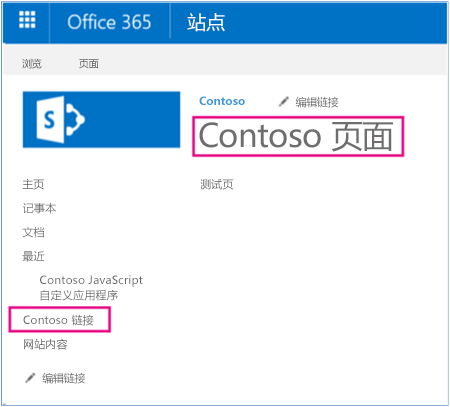 Office 365
站点
浏览
页面
S
Contoso
编辑链接
Contoso 页面
测试页
主页
记事本
文档
最近
Contoso JavaScript
自定义应用程序
Contoso 链接
网站内容
编辑链接